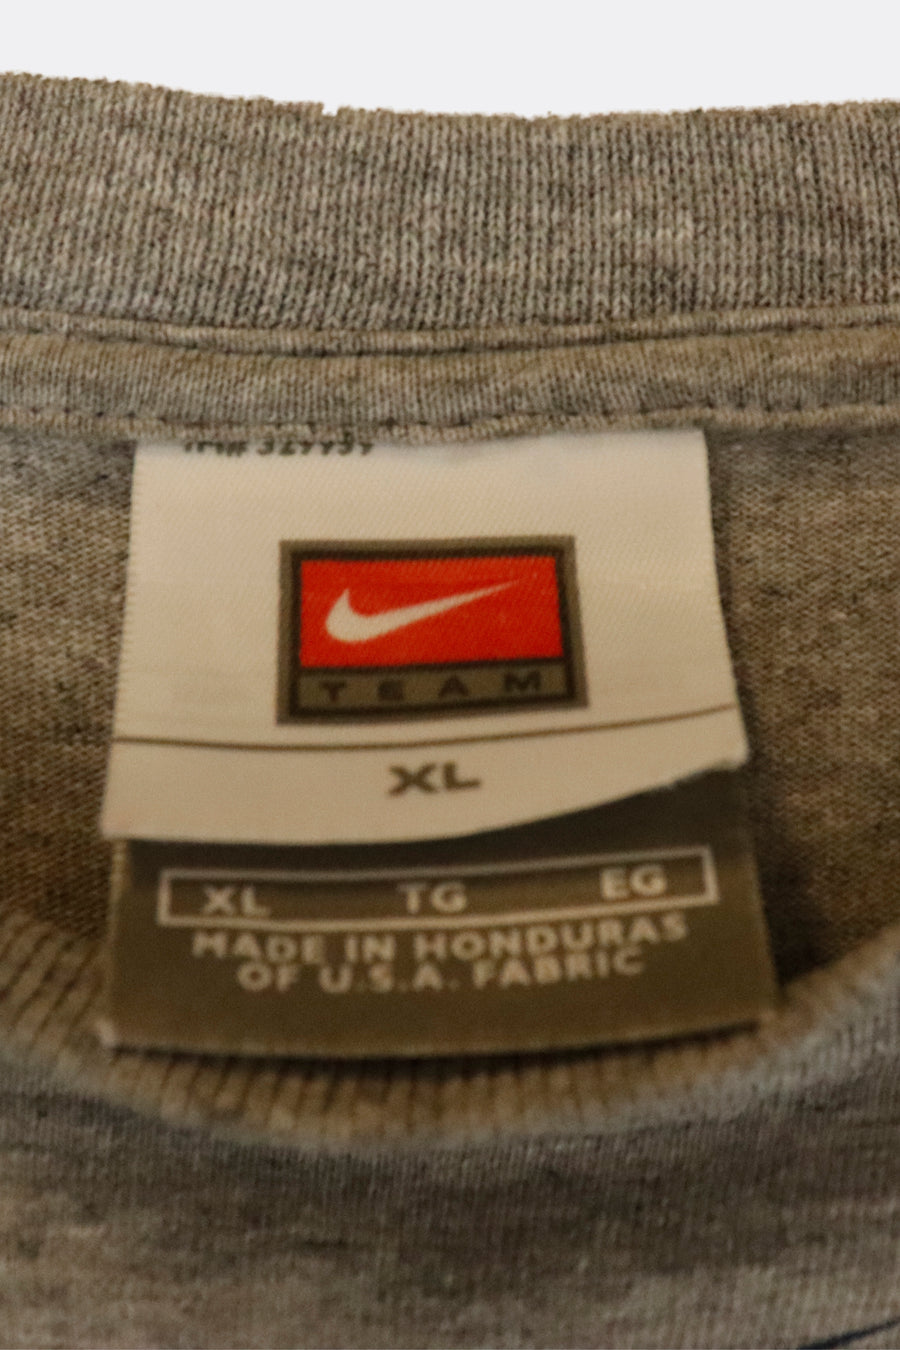 TEAM
XL
XL TG EG
MADE IN HONDURAS
OF U.S.A. FABRIC